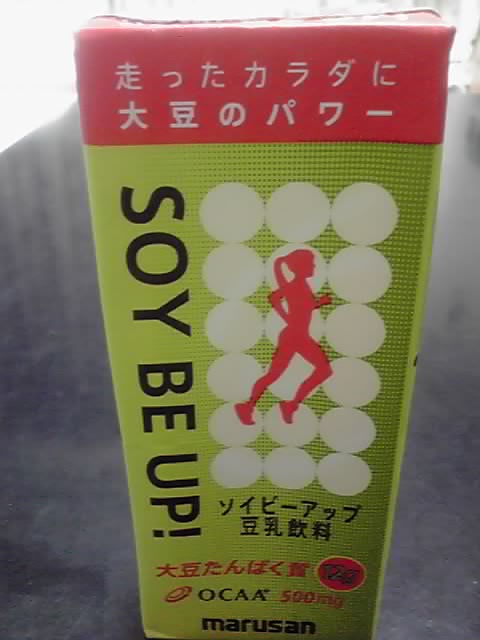 走ったカラダに
大豆のパワー
SOY BE UP!
ソイビーアップ
豆乳飲料
大豆たんぱく質
OCAA 500mg
marusan